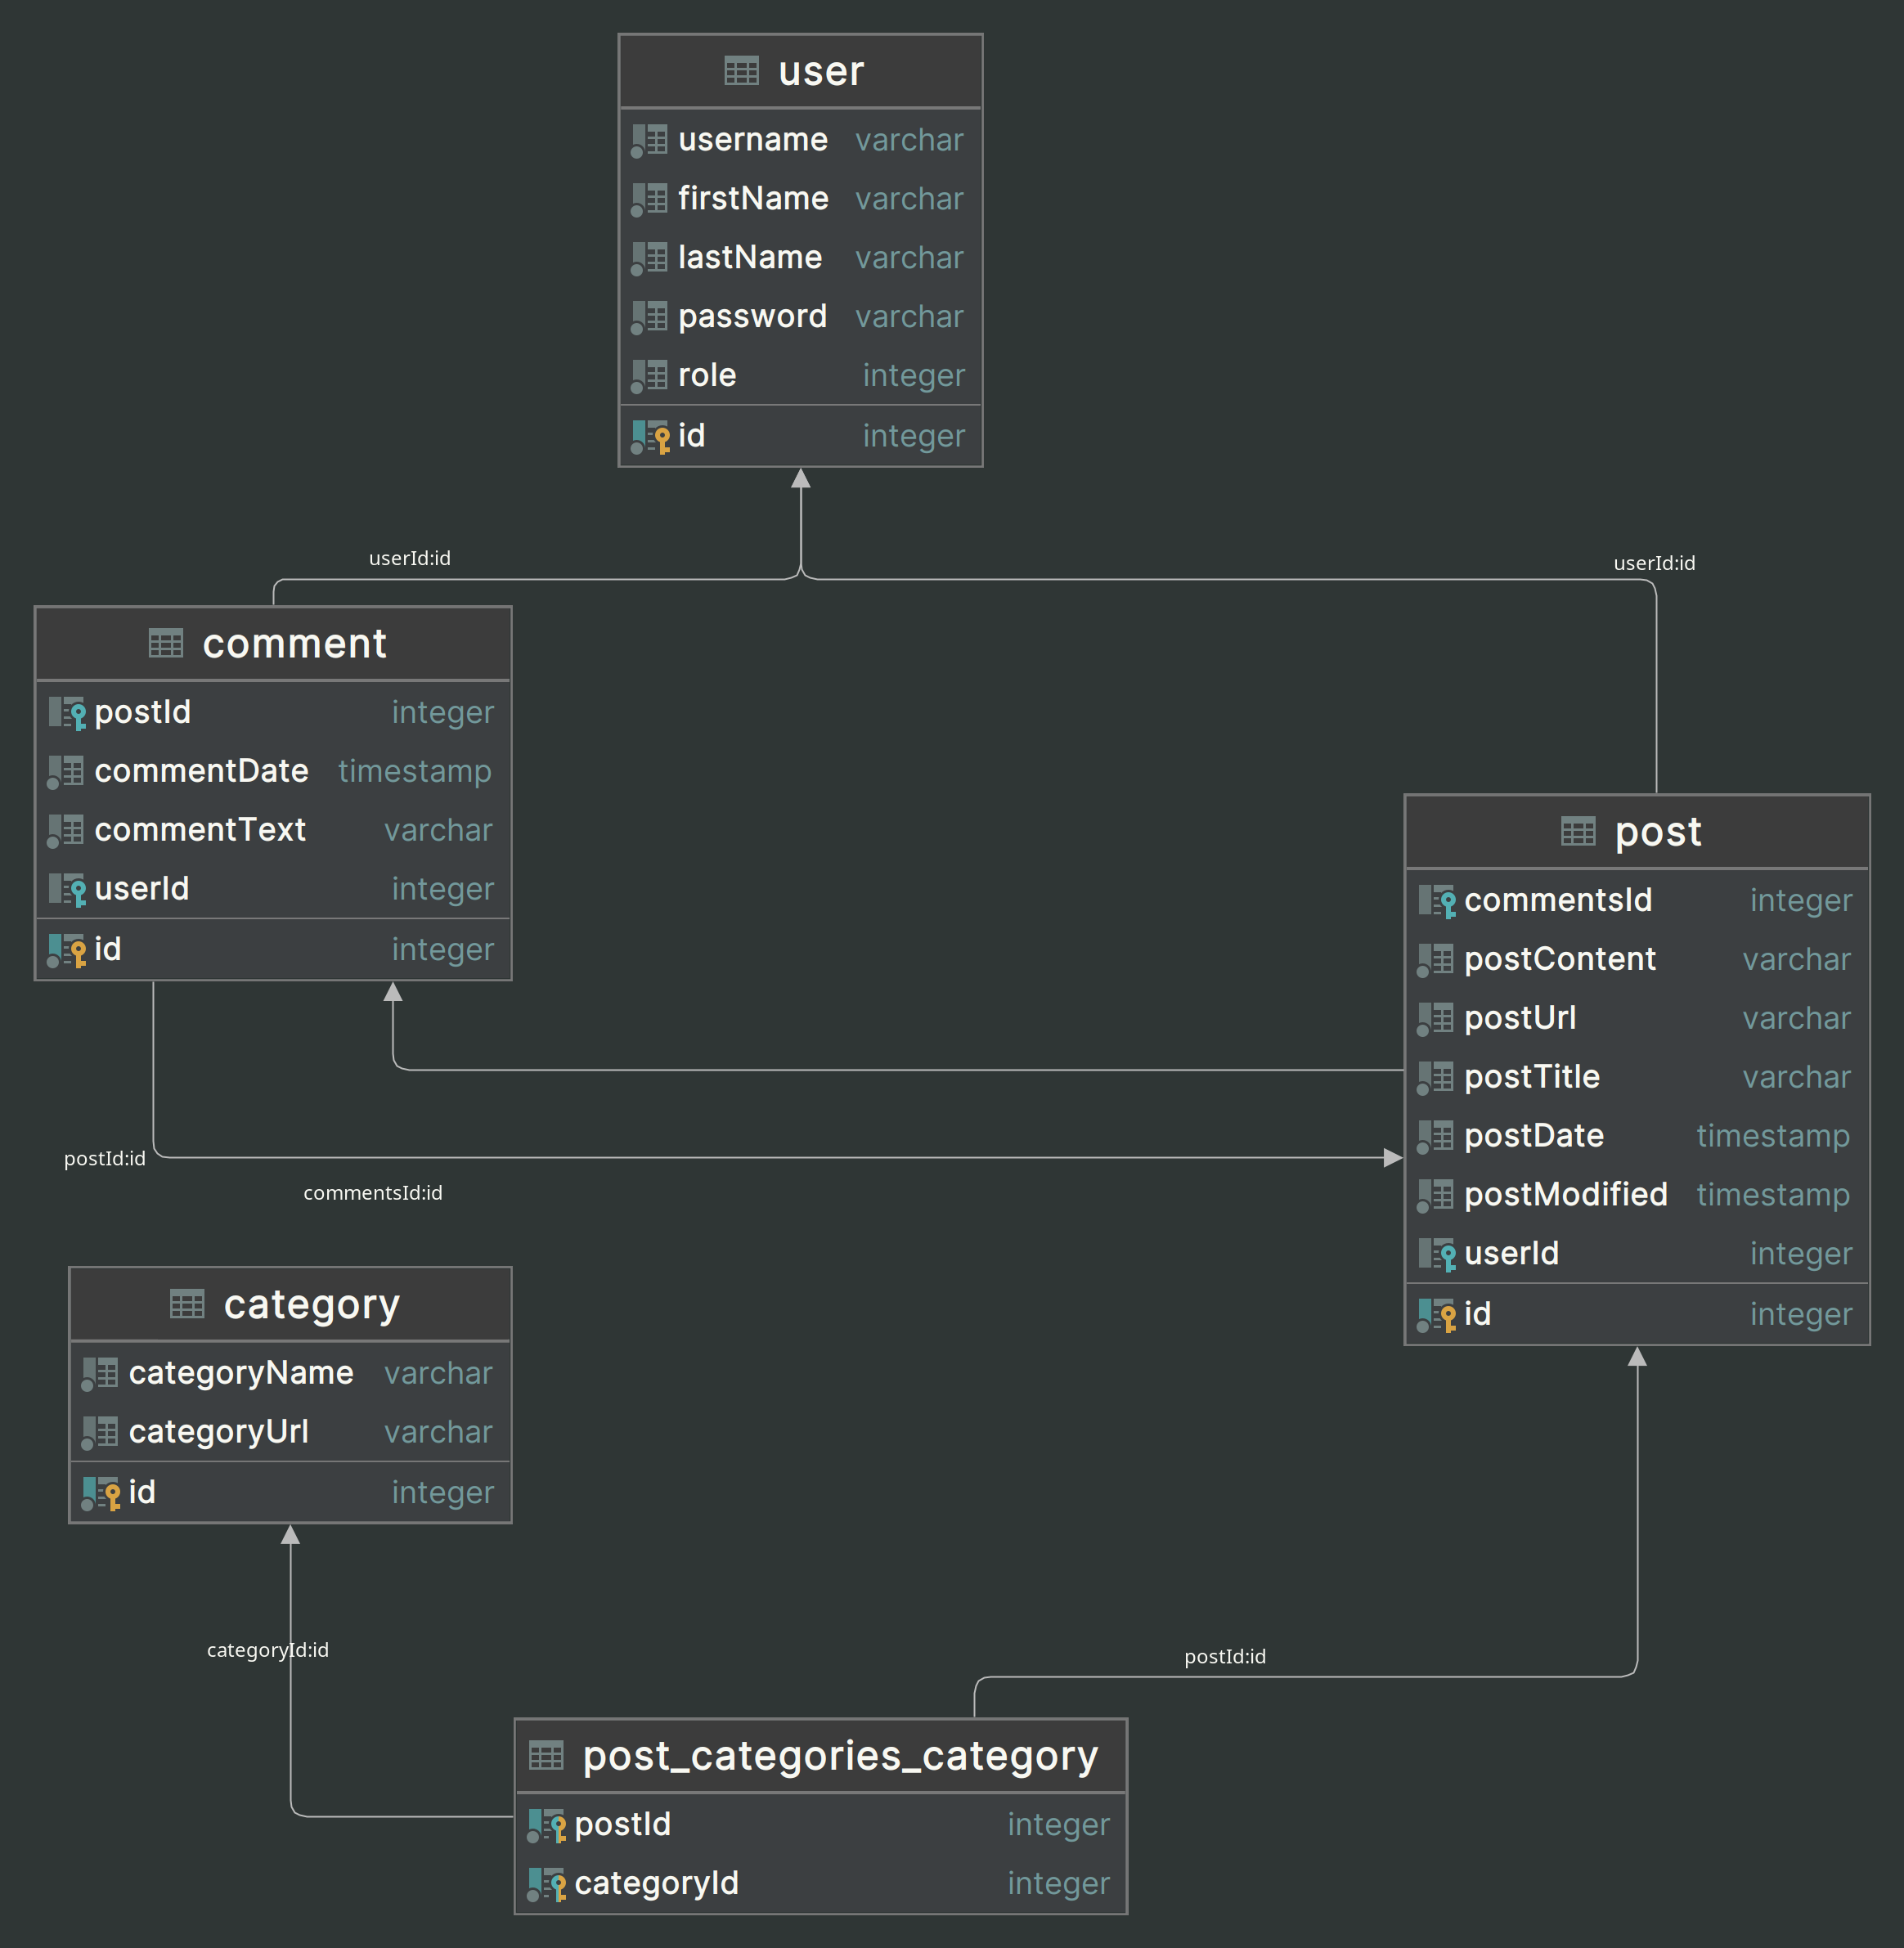 user
username varchar
firstName varchar
lastName varchar
password varchar
role integer
id integer
userId:id
userId:id
comment
postId integer
commentDate timestamp
commentText varchar
userId integer
id integer
post
commentsId integer
postContent varchar
postUrl varchar
postTitle varchar
postDate timestamp
postModified timestamp
userId integer
id integer
postId:id
commentsId:id
category
categoryName varchar
categoryUrl varchar
id integer
categoryId:id
postId:id
post_categories_category
postId integer
categoryId integer